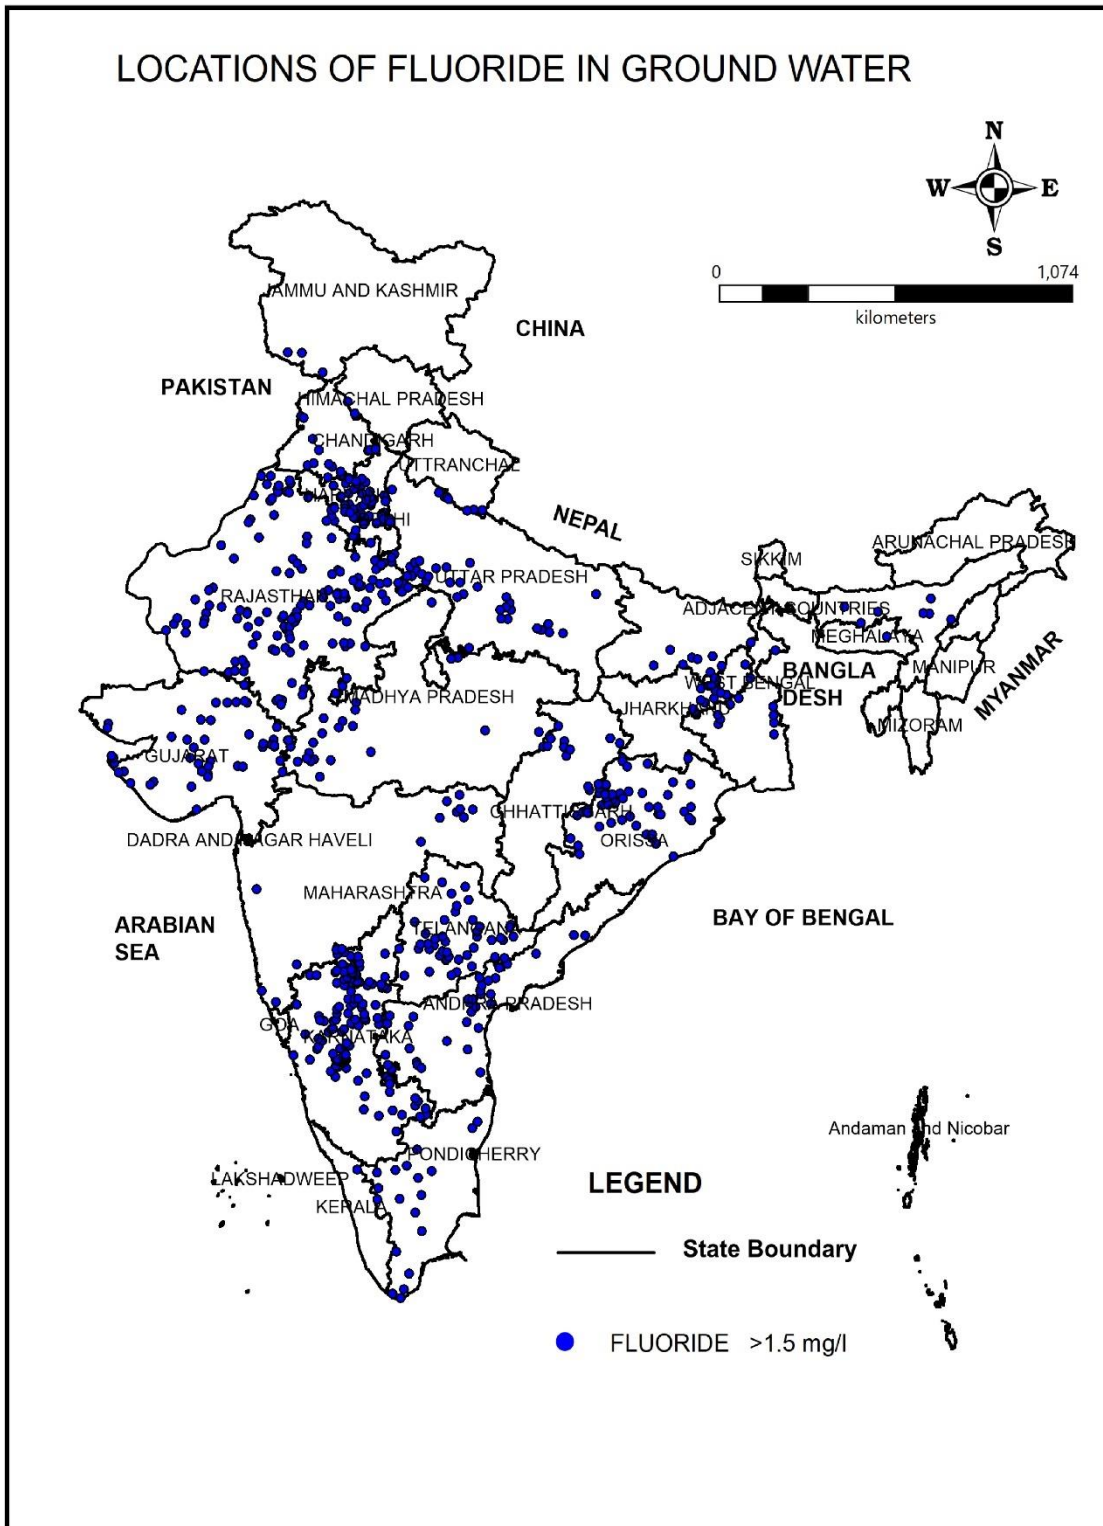 LOCATIONS OF FLUORIDE IN GROUND WATER
N
W E
S
0 1,074
kilometers
JAMMU AND KASHMIR
CHINA
PAKISTAN
HIMACHAL PRADESH
CHANDIGARH
UTTRANCHAL
HARYANA
DELHI
NEPAL
ARUNACHAL PRADESH
SIKKIM
UTTAR PRADESH
RAJASTHAN
ADJACENT COUNTRIES
MEGHALAYA
BANGLA
DESH
MANIPUR
MYANMAR
WEST BENGAL
MADHYA PRADESH
JHARKHAND
MIZORAM
GUJARAT
CHHATTISGARH
DADRA AND NAGAR HAVELI
ORISSA
MAHARASHTRA
ARABIAN
SEA
BAY OF BENGAL
TELANGANA
ANDHRA PRADESH
GOA
KARNATAKA
Andaman and Nicobar
PONDICHERRY
LAKSHADWEEP
KERALA
LEGEND
State Boundary
FLUORIDE >1.5 mg/l